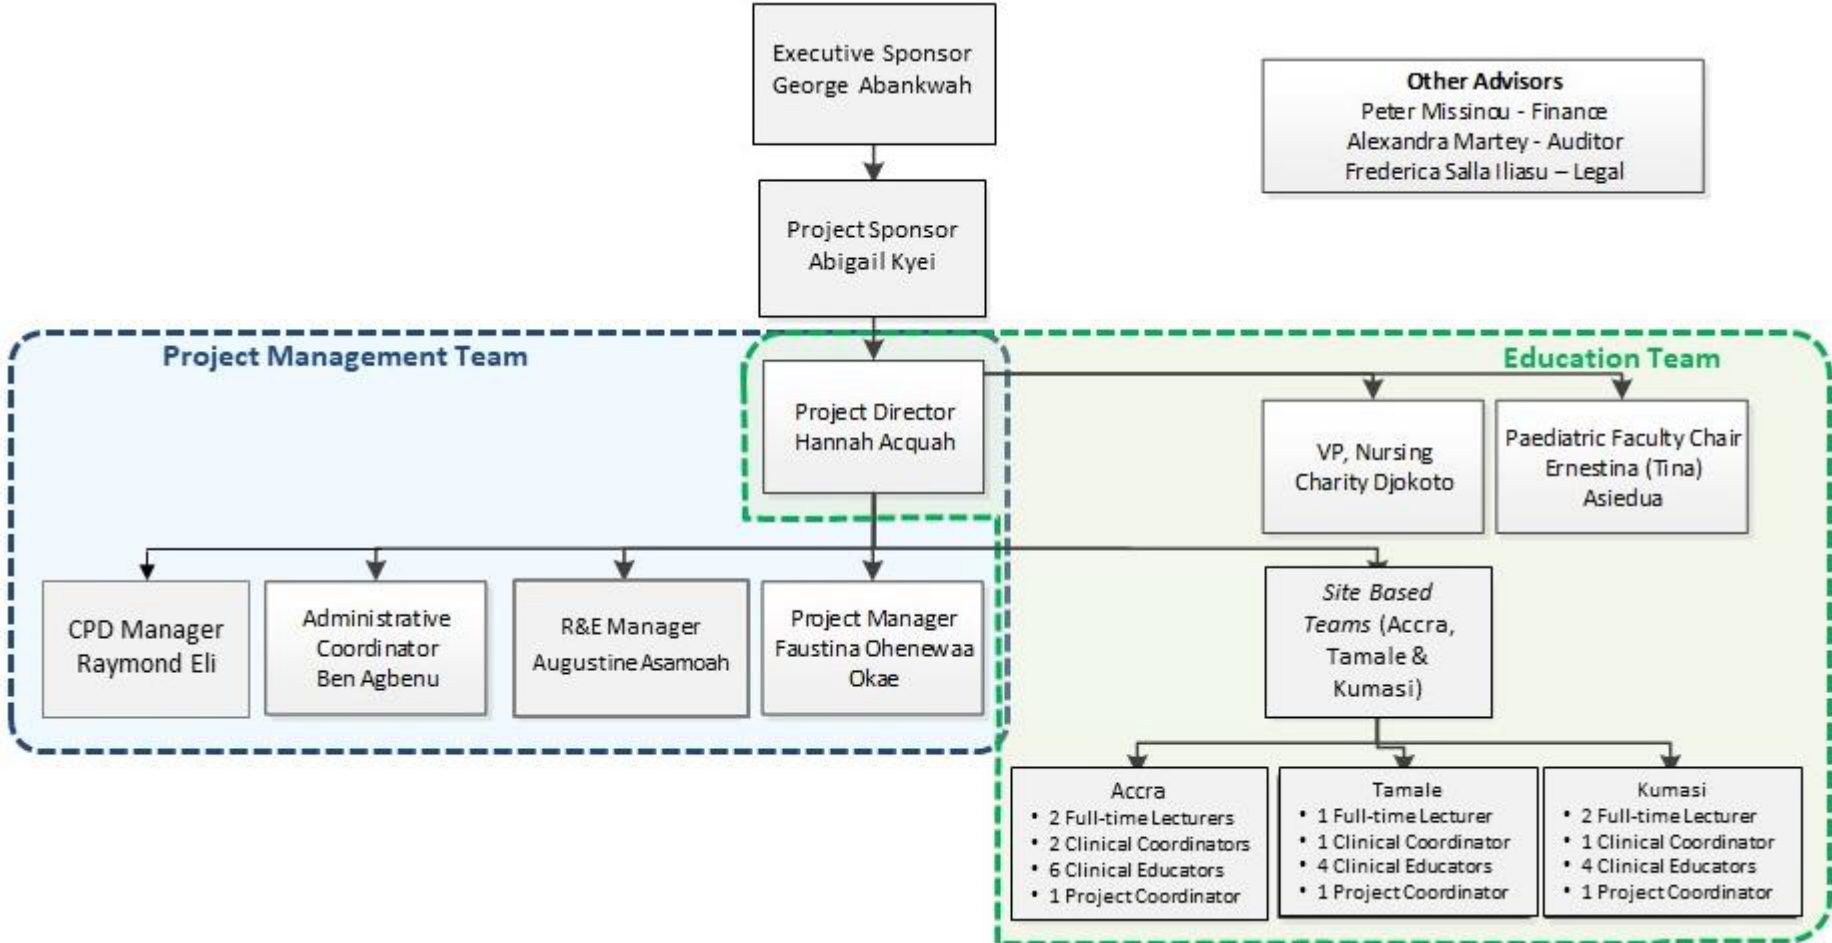 Executive Sponsor
George Abankwah
Other Advisors
Peter Missinou - Finance
Alexandra Martey - Auditor
Frederica Salla Iliasu – Legal
Project Sponsor
Abigail Kyei
Project Management Team
Education Team
Project Director
Hannah Acquah
VP, Nursing
Charity Djokoto
Paediatric Faculty Chair
Ernestina (Tina)
Asiedua
CPD Manager
Raymond Eli
Administrative
Coordinator
Ben Agbenu
R&E Manager
Augustine Asamoah
Project Manager
Faustina Ohenewaa
Okae
Site Based
Teams (Accra,
Tamale &
Kumasi)
Accra
• 2 Full-time Lecturers
• 2 Clinical Coordinators
• 6 Clinical Educators
• 1 Project Coordinator
Tamale
• 1 Full-time Lecturer
• 1 Clinical Coordinator
• 4 Clinical Educators
• 1 Project Coordinator
Kumasi
• 2 Full-time Lecturer
• 1 Clinical Coordinator
• 4 Clinical Educators
• 1 Project Coordinator